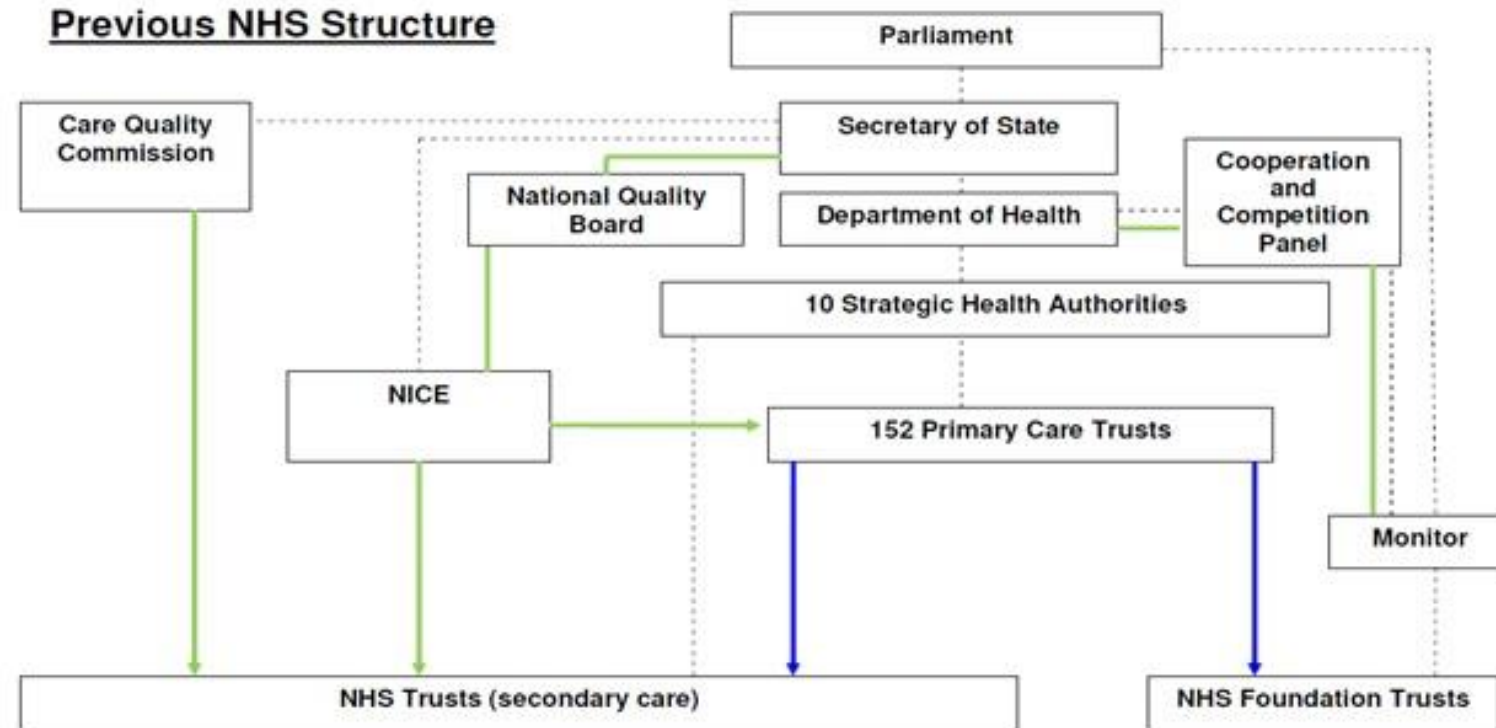 Previous NHS Structure
Parliament
Care Quality
Commission
Secretary of State
Cooperation
and
Competition
Panel
National Quality
Board
Department of Health
10 Strategic Health Authorities
NICE
152 Primary Care Trusts
Monitor
NHS Trusts (secondary care)
NHS Foundation Trusts